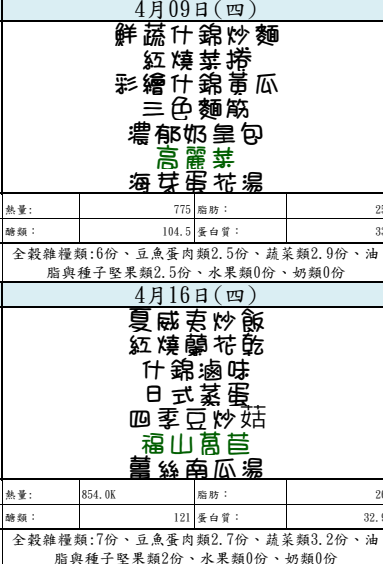 4月09日(四)
鮮蔬什錦炒麵
紅燒菜捲
彩繪什錦黃瓜
三色麵筋
濃郁奶皇包
高麗菜
海芽蛋花湯
熱量: 775 脂肪:
醣類: 104.5 蛋白質:
全穀雜糧類:6份、豆魚蛋肉類2.5份、蔬菜類2.9份、油
脂與種子堅果類2.5份、水果類0份、奶類0份
4月16日(四)
夏威夷炒飯
紅燒蘭花乾
什錦滷味
日式蒸蛋
四季豆炒菇
福山萵苣
薑絲南瓜湯
熱量: 854.0K 脂肪:
醣類: 121 蛋白質: 32.9
全穀雜糧類:7份、豆魚蛋肉類2.7份、蔬菜類3.2份、油
脂與種子堅果類2份、水果類0份、奶類0份